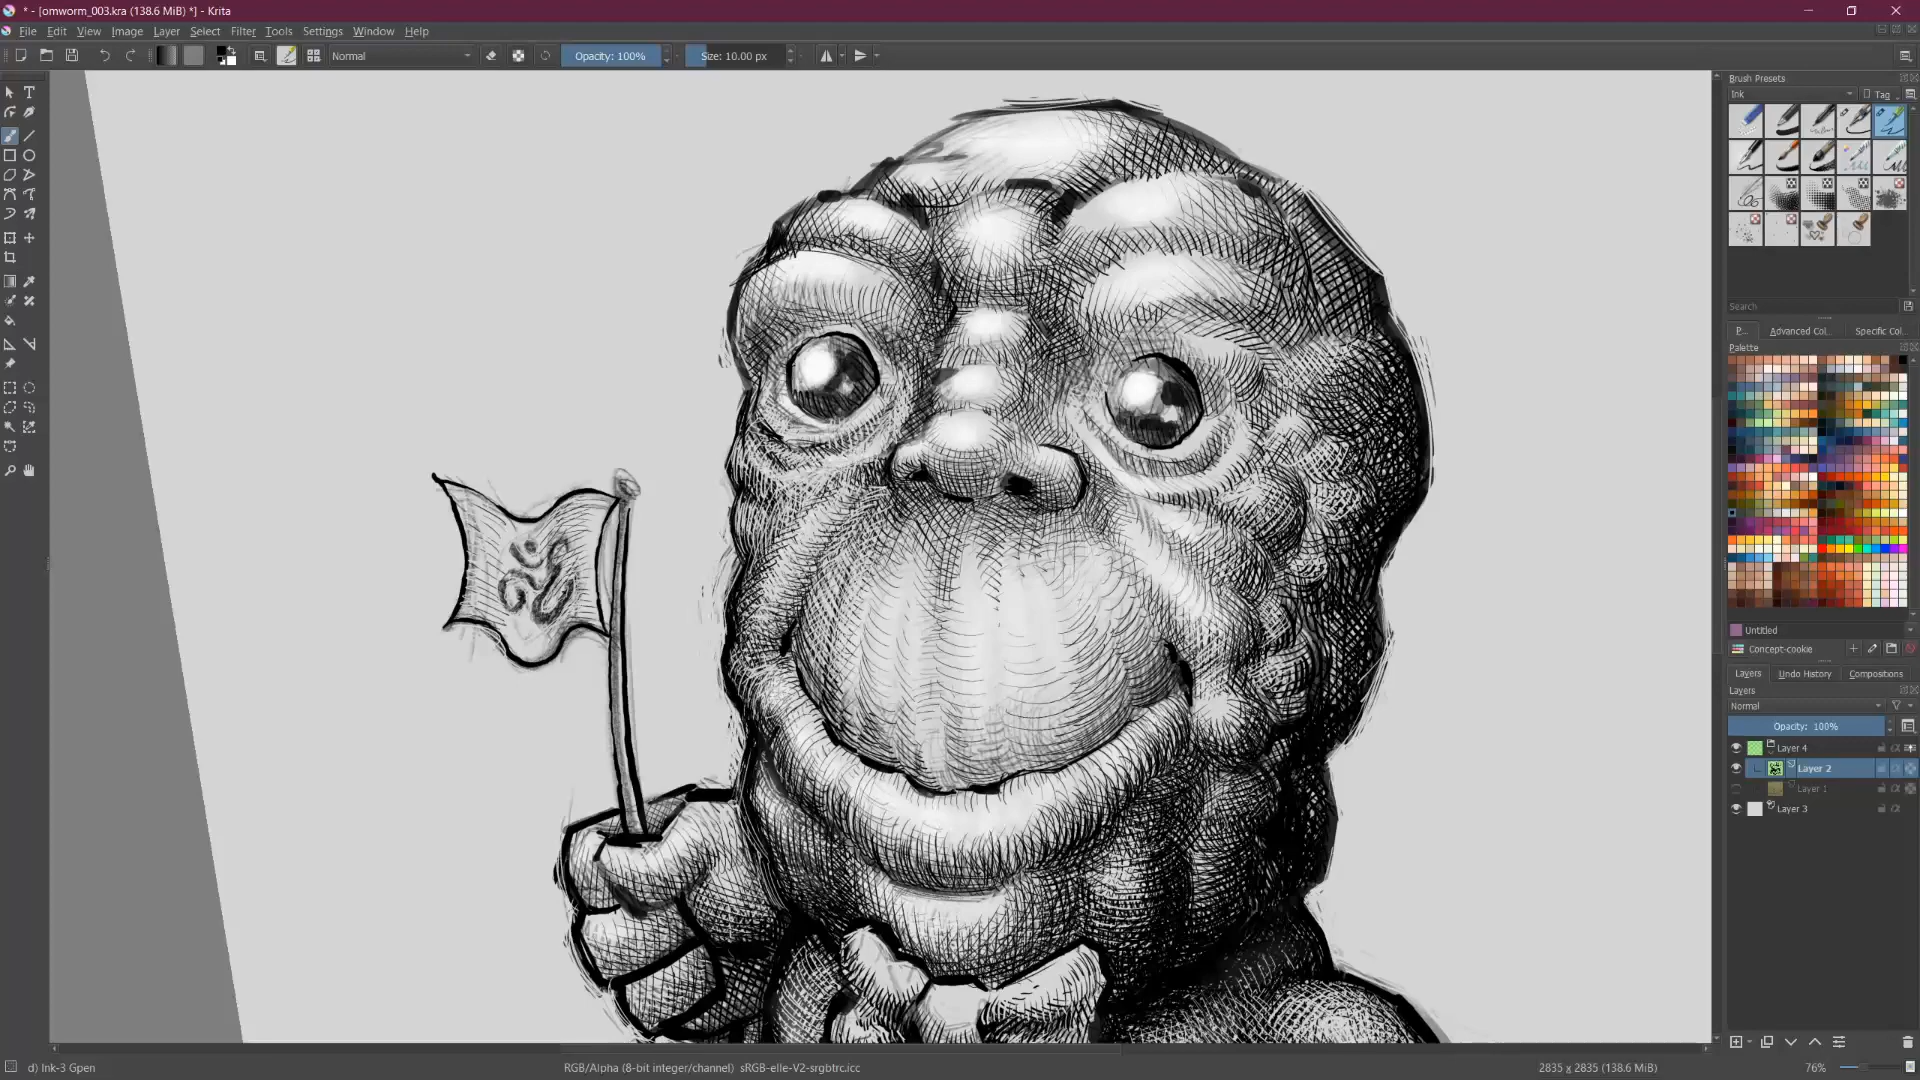 * - [omworm_003.kra (138.6 MiB) *] - Krita
File Edit View Image Layer Select Filter Tools Settings Window Help
Normal Opacity: 100% Size: 10.00 px
Brush Presets
Ink Tag
Search
P... Advanced Col... Specific Col...
Palette
Untitled
Concept-cookie
Layers Undo History Compositions
Layers
Normal
Opacity: 100%
Layer 4
Layer 2
Layer 1
Layer 3
d) Ink-3 Gpen RGB/Alpha (8-bit integer/channel) sRGB-elle-V2-srgbtrc.icc 2835 x 2835 (138.6 MiB) 76%